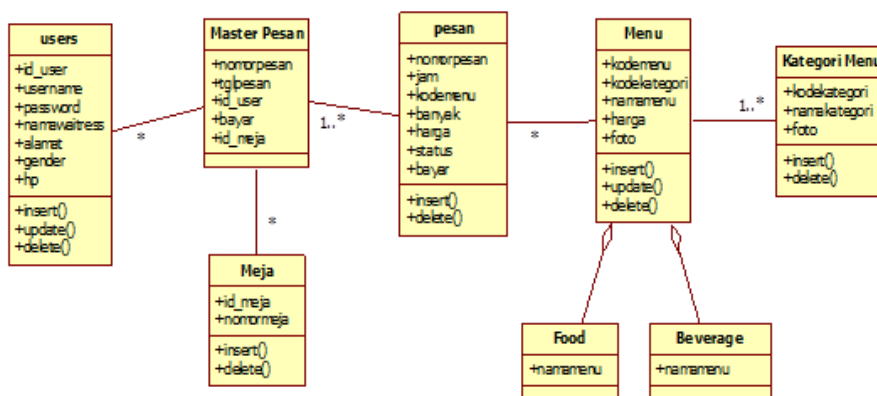 users
+id_user
+username
+password
+namawaitress
+alamat
+gender
+hp
+insert()
+update()
+delete()
*
Master Pesan
+nomorpesan
+tglpesan
+id_user
+bayar
+id_meja
1..*
*
Meja
+id_meja
+nomormeja
+insert()
+delete()
pesan
+nomorpesan
+jam
+kodemenu
+banyak
+harga
+status
+bayar
+insert()
+delete()
*
Menu
+kodemenu
+kodekategori
+namamenu
+harga
+foto
+insert()
+update()
+delete()
1..*
Kategori Menu
+kodekategori
+namakategori
+foto
+insert()
+delete()
Food
+namamenu
Beverage
+namamenu